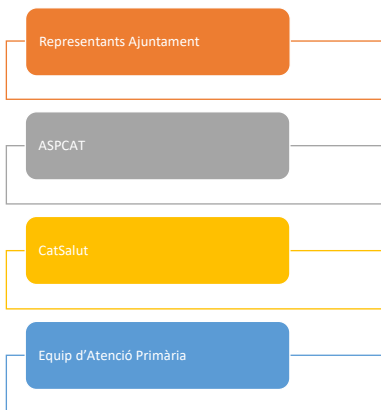 Representants Ajuntament
ASPCAT
CatSalut
Equip d’Atenció Primària